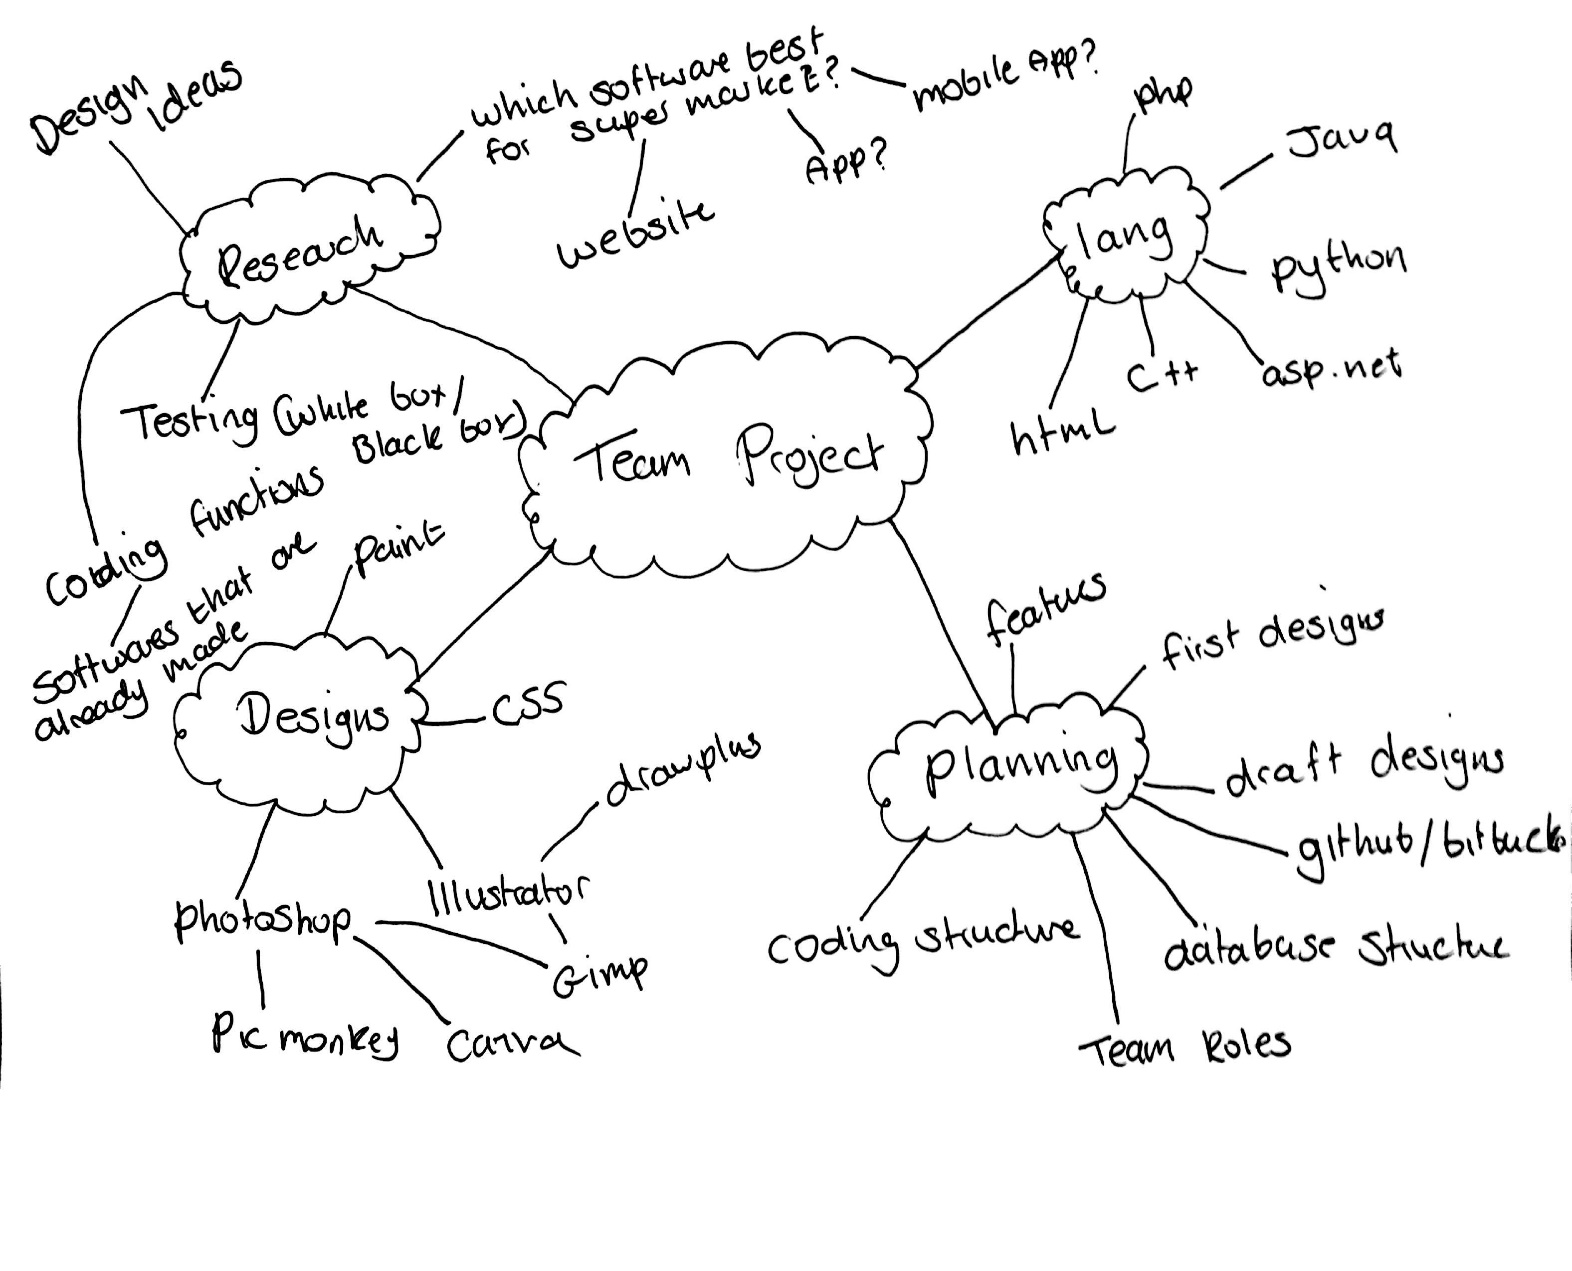 Design
ideas
which software best
for super market?
mobile App?
App?
website
Research
Testing (white box/
Black box)
Coding functions
softwares that are
already made
php
Java
lang
python
asp.net
C++
html
Team Project
paint
Designs
CSS
drawplus
Illustrator
photoshop
Gimp
Pic monkey
Canva
featurs
first designs
planning
draft designs
github/bitbuck
coding structure
database structure
Team Roles